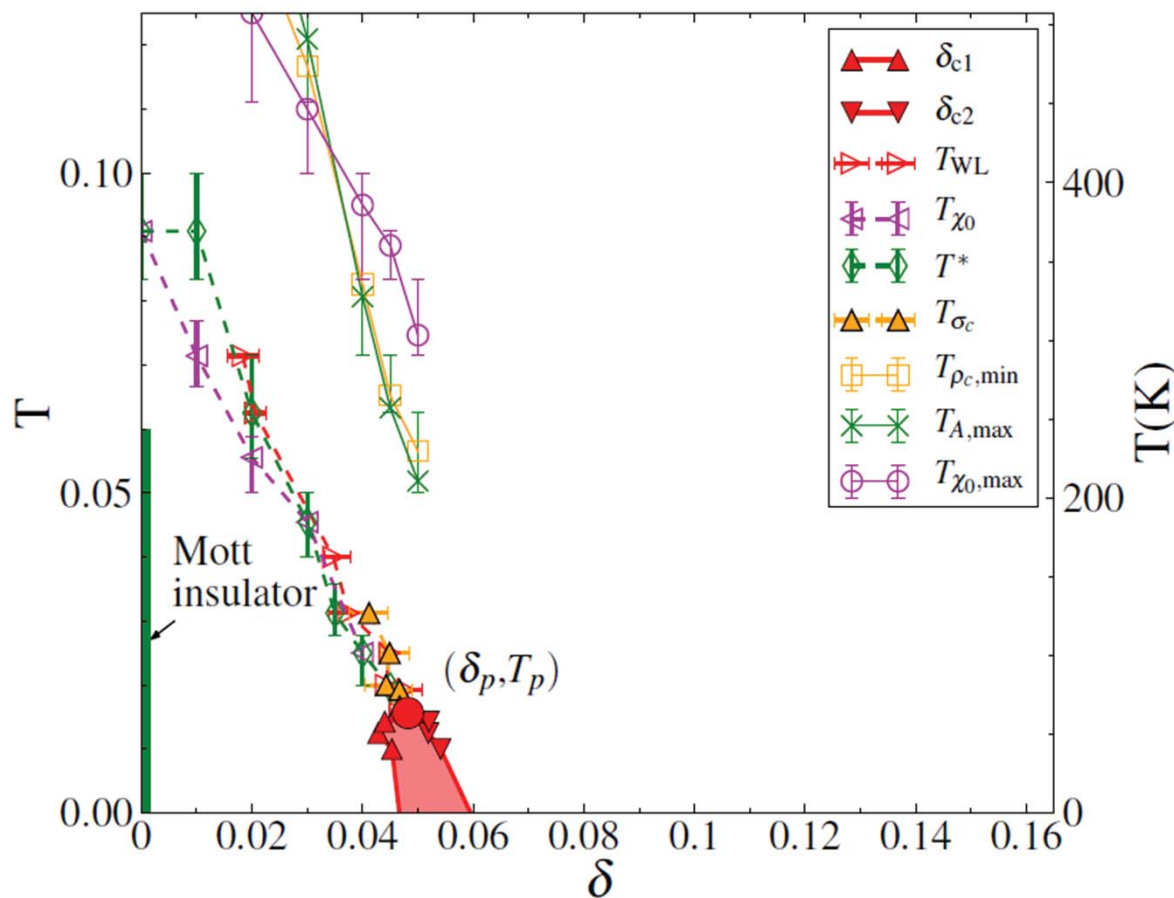 δc1
δc2
TWL
Tχ0
T*
Tσc
Tρc,min
TA,max
Tχ0,max
0.10
0.05
0.00
T
400
200
0
T(K)
Mott
insulator
(δp,Tp)
0 0.02 0.04 0.06 0.08 0.1 0.12 0.14 0.16
δ